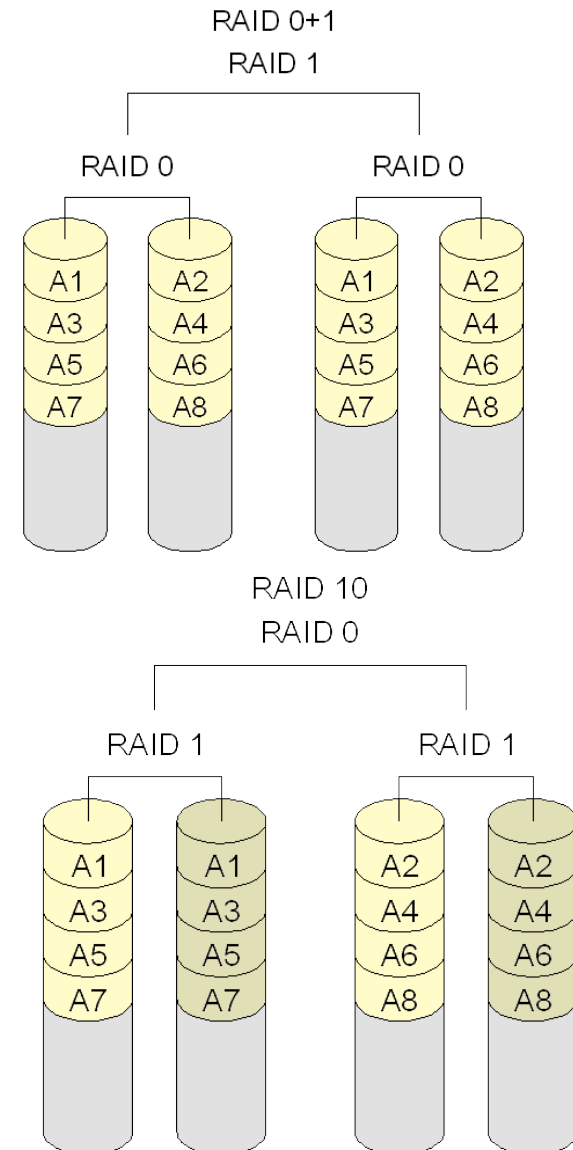 RAID 0+1
RAID 1
RAID 0 RAID 0
A1 A2 A1 A2
A3 A4 A3 A4
A5 A6 A5 A6
A7 A8 A7 A8
RAID 10
RAID 0
RAID 1 RAID 1
A1 A1 A2 A2
A3 A3 A4 A4
A5 A5 A6 A6
A7 A7 A8 A8